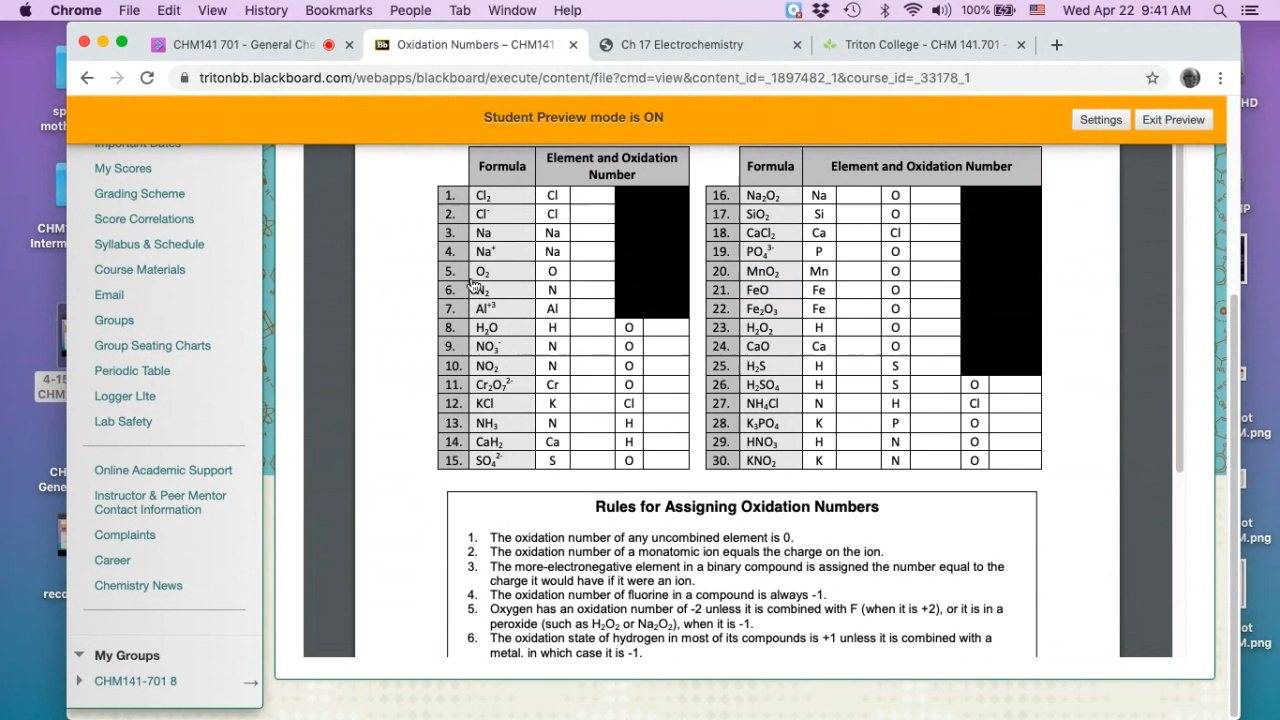 Chrome File Edit View History Bookmarks People Tab Window Help 100% Wed Apr 22 9:41 AM
CHM141 701 - General Che
Oxidation Numbers – CHM141
Ch 17 Electrochemistry
Triton College - CHM 141.701 -
tritonbb.blackboard.com/webapps/blackboard/execute/content/file?cmd=view&content_id=_1897482_1&course_id=_33178_1
Student Preview mode is ON
Settings
Exit Preview
Important Dates
My Scores
Grading Scheme
Score Correlations
Syllabus & Schedule
Course Materials
Email
Groups
Group Seating Charts
Periodic Table
Logger LIte
Lab Safety
Online Academic Support
Instructor & Peer Mentor
Contact Information
Complaints
Career
Chemistry News
My Groups
CHM141-701 8
Formula Element and Oxidation
Number
1. Cl₂ Cl
2. Cl⁻ Cl
3. Na Na
4. Na⁺ Na
5. O₂ O
6. N₂ N
7. Al⁺³ Al
8. H₂O H O
9. NO₃⁻ N O
10. NO₂ N O
11. Cr₂O₇²⁻ Cr O
12. KCl K Cl
13. NH₃ N H
14. CaH₂ Ca H
15. SO₄²⁻ S O
Formula Element and Oxidation Number
16. Na₂O₂ Na O
17. SiO₂ Si O
18. CaCl₂ Ca Cl
19. PO₄³⁻ P O
20. MnO₂ Mn O
21. FeO Fe O
22. Fe₂O₃ Fe O
23. H₂O₂ H O
24. CaO Ca O
25. H₂S H S
26. H₂SO₄ H S O
27. NH₄Cl N H Cl
28. K₃PO₄ K P O
29. HNO₃ H N O
30. KNO₂ K N O
Rules for Assigning Oxidation Numbers
1. The oxidation number of any uncombined element is 0.
2. The oxidation number of a monatomic ion equals the charge on the ion.
3. The more-electronegative element in a binary compound is assigned the number equal to the
charge it would have if it were an ion.
4. The oxidation number of fluorine in a compound is always -1.
5. Oxygen has an oxidation number of -2 unless it is combined with F (when it is +2), or it is in a
peroxide (such as H₂O₂ or Na₂O₂), when it is -1.
6. The oxidation state of hydrogen in most of its compounds is +1 unless it is combined with a
metal, in which case it is -1.